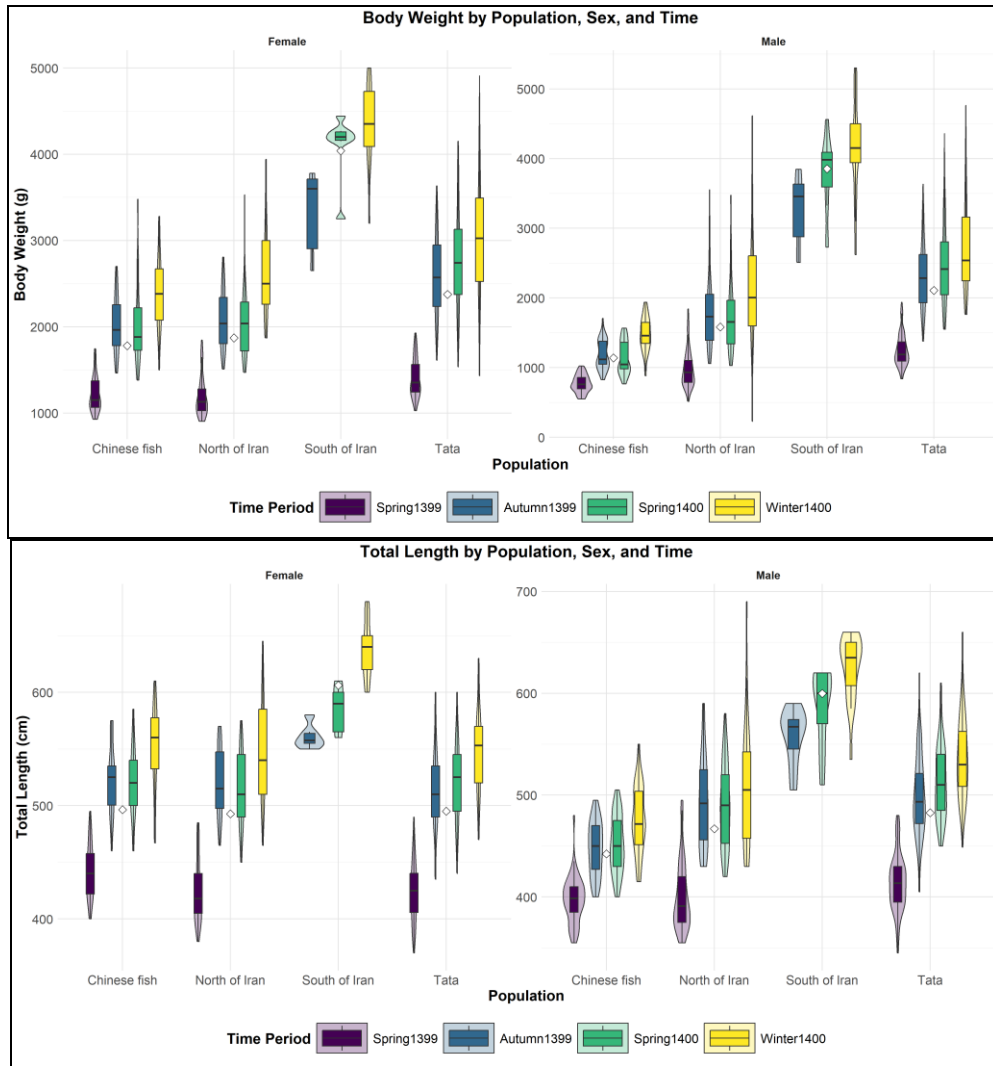 Body Weight by Population, Sex, and Time
Female
Male
Body Weight (g)
5000
4000
3000
2000
1000
5000
4000
3000
2000
1000
0
Chinese fish
North of Iran
South of Iran
Tata
Chinese fish
North of Iran
South of Iran
Tata
Population
Time Period
Spring1399
Autumn1399
Spring1400
Winter1400
Total Length by Population, Sex, and Time
Female
Male
Total Length (cm)
600
500
400
700
600
500
400
Chinese fish
North of Iran
South of Iran
Tata
Chinese fish
North of Iran
South of Iran
Tata
Population
Time Period
Spring1399
Autumn1399
Spring1400
Winter1400